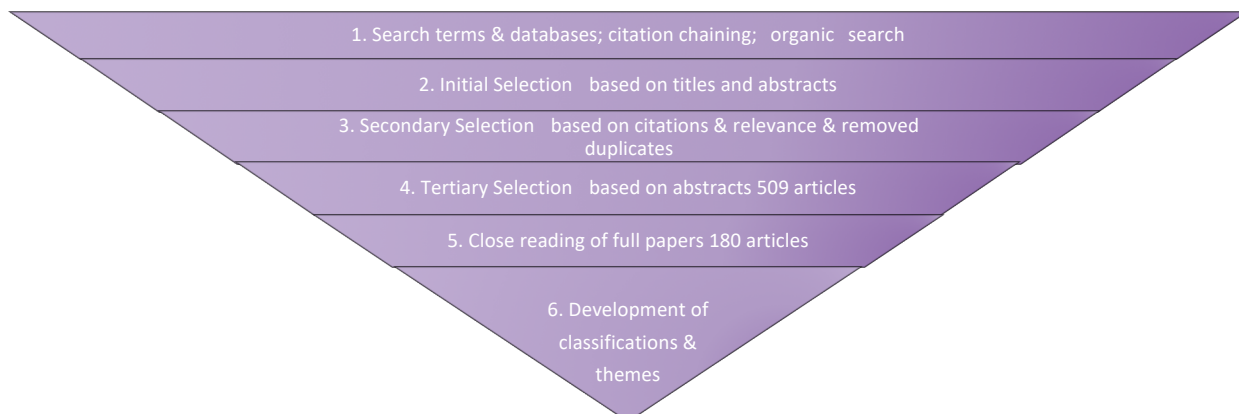 1. Search terms & databases; citation chaining; organic search
2. Initial Selection based on titles and abstracts
3. Secondary Selection based on citations & relevance & removed
duplicates
4. Tertiary Selection based on abstracts 509 articles
5. Close reading of full papers 180 articles
6. Development of
classifications &
themes